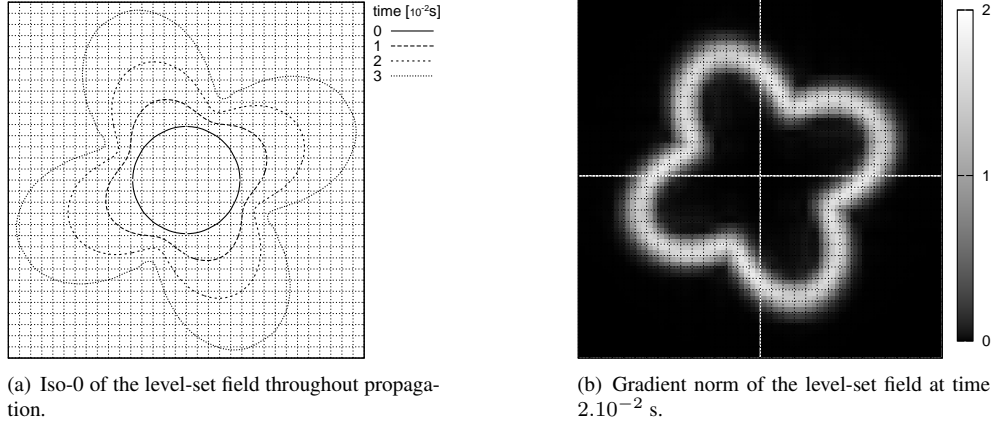 time [10⁻²s]
0
1
2
3
2
1
0
(a) Iso-0 of the level-set field throughout propaga-
tion.
(b) Gradient norm of the level-set field at time
2.10⁻² s.